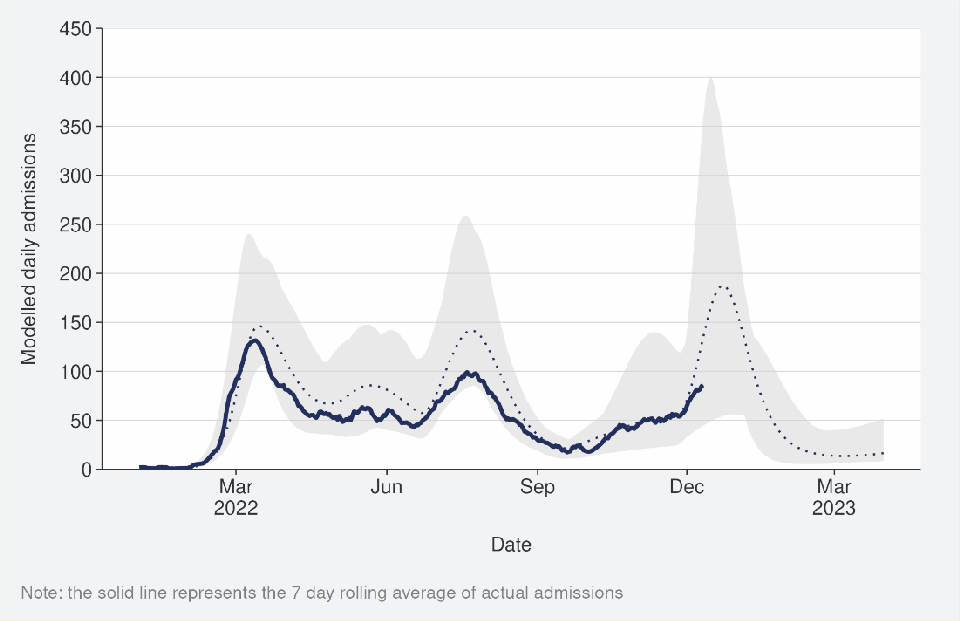 450
400
350
300
250
200
150
100
50
0
Modelled daily admissions
Mar Jun Sep Dec Mar
2022 2023
Date
Note: the solid line represents the 7 day rolling average of actual admissions